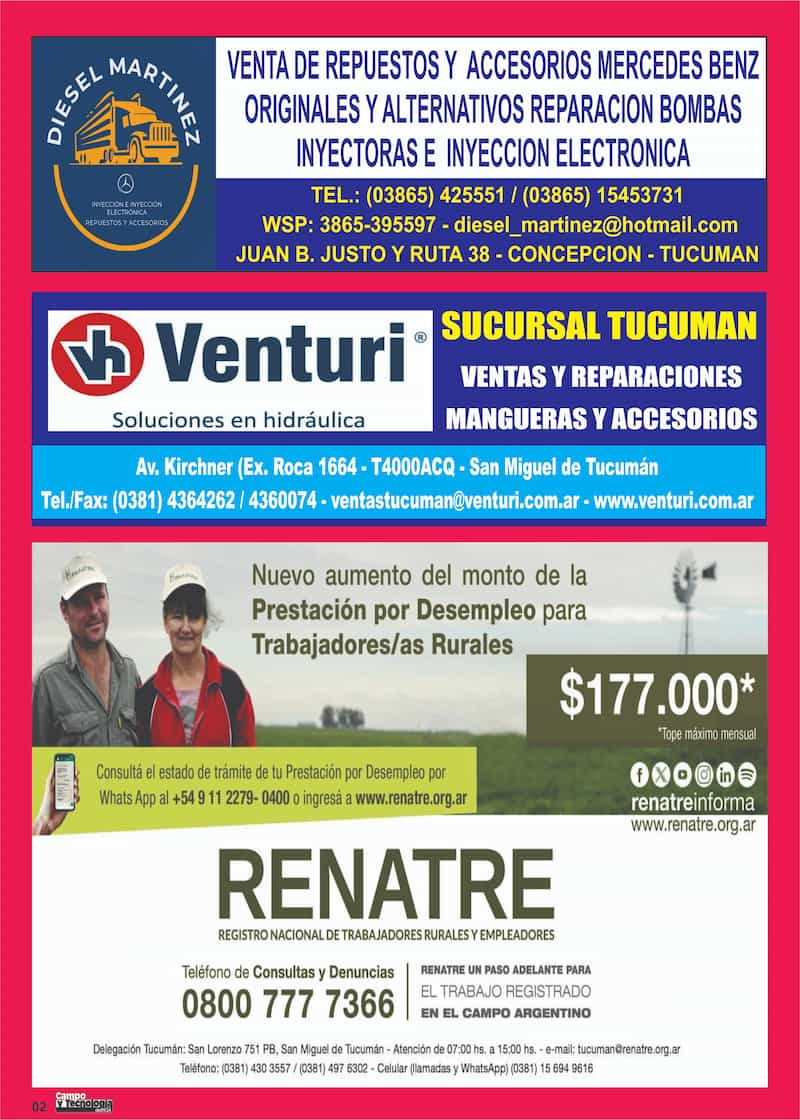 DIESEL MARTINEZ
INYECCIÓN E INYECCIÓN
ELECTRÓNICA
REPUESTOS Y ACCESORIOS
VENTA DE REPUESTOS Y ACCESORIOS MERCEDES BENZ
ORIGINALES Y ALTERNATIVOS REPARACION BOMBAS
INYECTORAS E INYECCION ELECTRONICA
TEL.: (03865) 425551 / (03865) 15453731
WSP: 3865-395597 - diesel_martinez@hotmail.com
JUAN B. JUSTO Y RUTA 38 - CONCEPCION - TUCUMAN
vh Venturi ®
Soluciones en hidráulica
SUCURSAL TUCUMAN
VENTAS Y REPARACIONES
MANGUERAS Y ACCESORIOS
Av. Kirchner (Ex. Roca 1664 - T4000ACQ - San Miguel de Tucumán
Tel./Fax: (0381) 4364262 / 4360074 - ventastucuman@venturi.com.ar - www.venturi.com.ar
Nuevo aumento del monto de la
Prestación por Desempleo para
Trabajadores/as Rurales
$177.000*
*Tope máximo mensual
Consultá el estado de trámite de tu Prestación por Desempleo por
Whats App al +54 9 11 2279- 0400 o ingresá a www.renatre.org.ar
renatreinforma
www.renatre.org.ar
RENATRE
REGISTRO NACIONAL DE TRABAJADORES RURALES Y EMPLEADORES
Teléfono de Consultas y Denuncias
0800 777 7366
RENATRE UN PASO ADELANTE PARA
EL TRABAJO REGISTRADO
EN EL CAMPO ARGENTINO
Delegación Tucumán: San Lorenzo 751 PB, San Miguel de Tucumán - Atención de 07:00 hs. a 15:00 hs. - e-mail: tucuman@renatre.org.ar
Teléfono: (0381) 430 3557 / (0381) 497 6302 - Celular (llamadas y WhatsApp) (0381) 15 694 9616
02 Campo
y tecnología